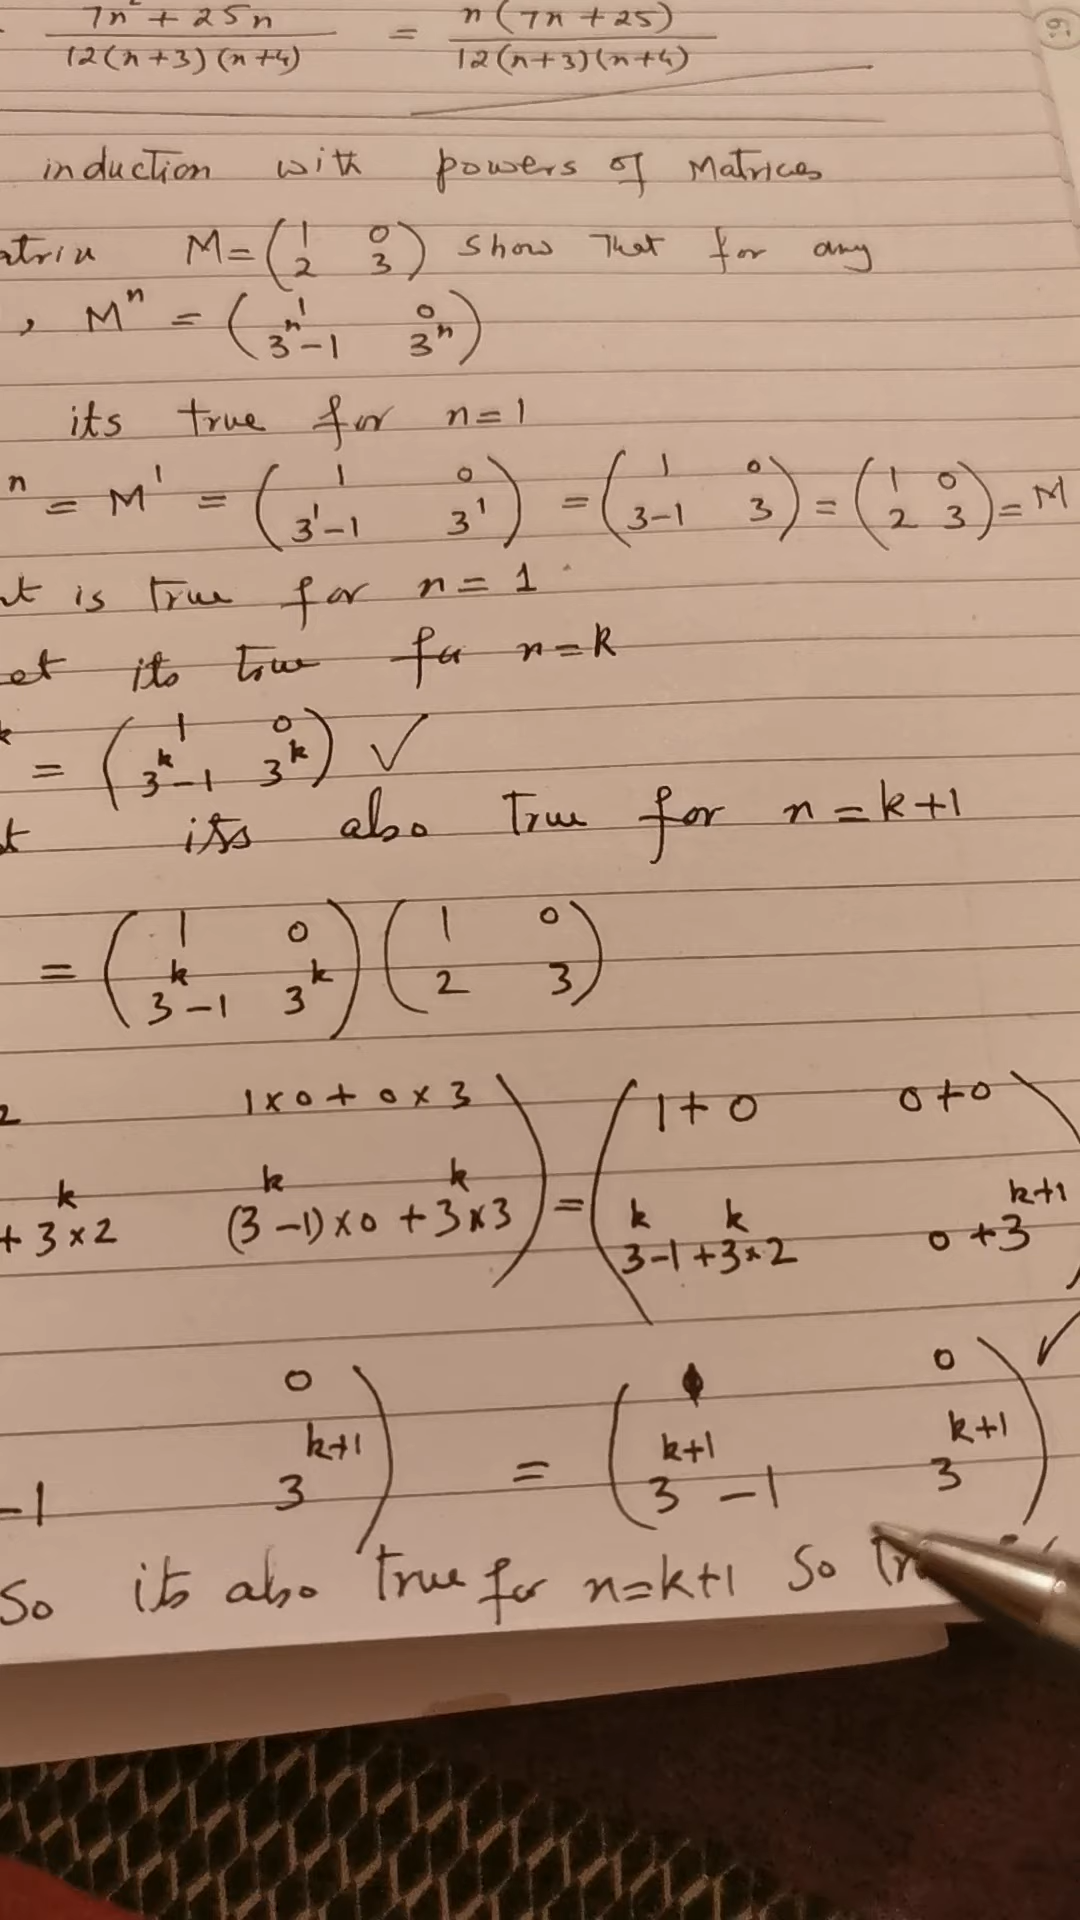 7n² + 25n / 12(n+3)(n+4) = n(7n+25) / 12(n+3)(n+4)
induction with powers of Matrices
atrix M = (1 0; 2 3) show That for any
, Mⁿ = (1 0; 3ⁿ-1 3ⁿ)
its true for n=1
n = M¹ = (1 0; 3¹-1 3¹) = (1 0; 3-1 3) = (1 0; 2 3) = M
t is True for n = 1
et its true for n=k
k = (1 0; 3ᵏ-1 3ᵏ) ✓
t its also True for n = k+1
= (1 0; 3ᵏ-1 3ᵏ) (1 0; 2 3)
2 1×0 + 0×3) = (1+0 0+0)
+ 3ᵏ×2 (3ᵏ-1)×0 + 3ᵏ×3) = (3ᵏ-1+3ᵏ×2 0+3ᵏ⁺¹)
0) = (1 0) ✓
-1 3ᵏ⁺¹) = (3ᵏ⁺¹-1 3ᵏ⁺¹)
So its also True for n=k+1 So